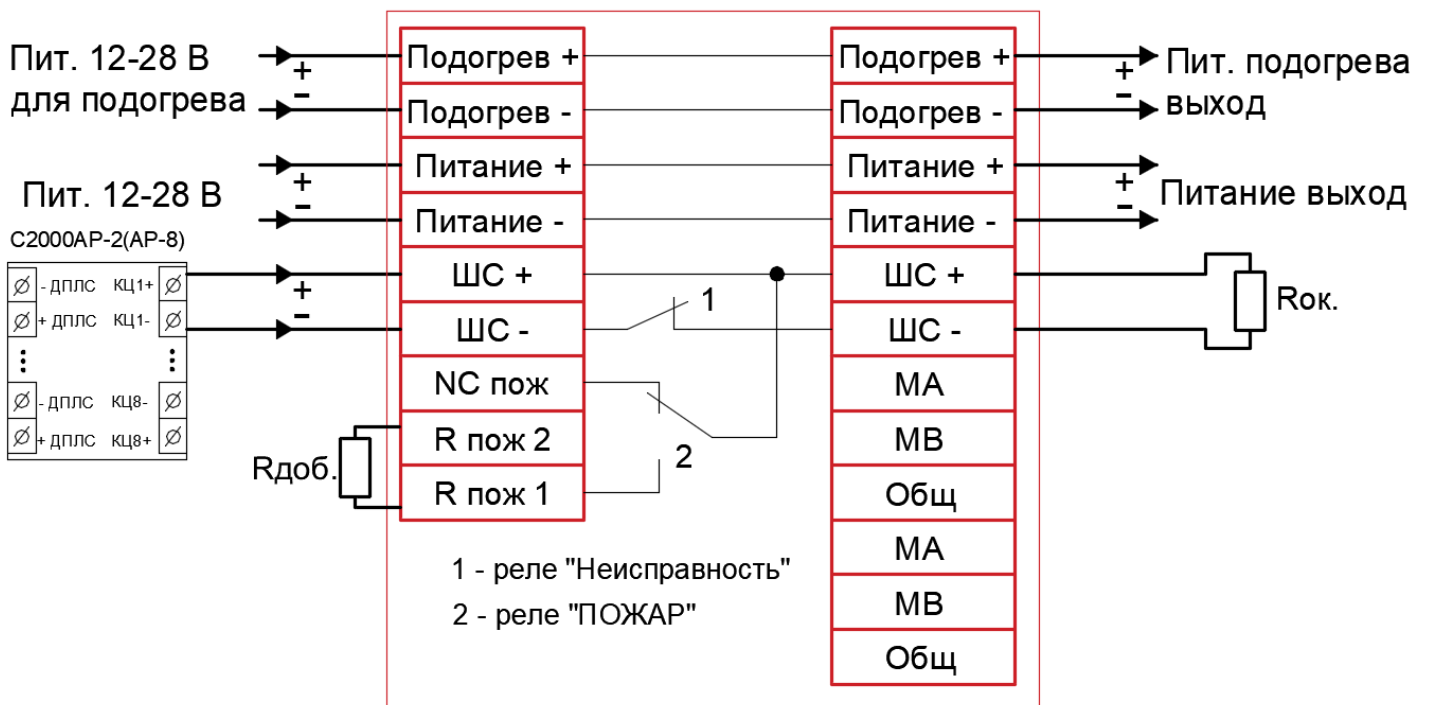 Пит. 12-28 В
для подогрева
+
-
Пит. 12-28 В
+
-
С2000АР-2(АР-8)
- ДПЛС КЦ1+
+ ДПЛС КЦ1-
- ДПЛС КЦ8-
+ ДПЛС КЦ8+
+
-
Rдоб.
Подогрев +
Подогрев -
Питание +
Питание -
ШС +
ШС -
NC пож
R пож 2
R пож 1
1
2
1 - реле "Неисправность"
2 - реле "ПОЖАР"
Подогрев +
Подогрев -
Питание +
Питание -
ШС +
ШС -
МА
МВ
Общ
МА
МВ
Общ
+
-
Пит. подогрева
выход
+
-
Питание выход
Rок.